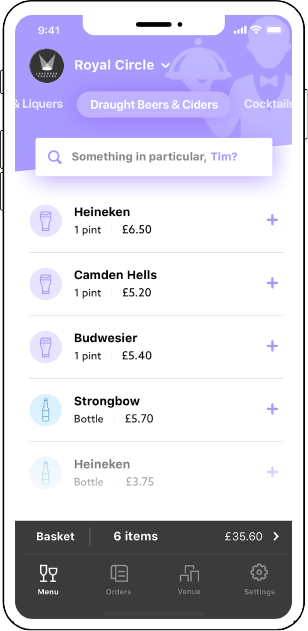 9:41
Royal Circle
& Liquers Draught Beers & Ciders Cocktails
Something in particular, Tim?
Heineken
1 pint £6.50
Camden Hells
1 pint £5.20
Budwesier
1 pint £5.40
Strongbow
Bottle £5.70
Heineken
Bottle £3.75
Basket 6 items £35.60
Menu Orders Venue Settings